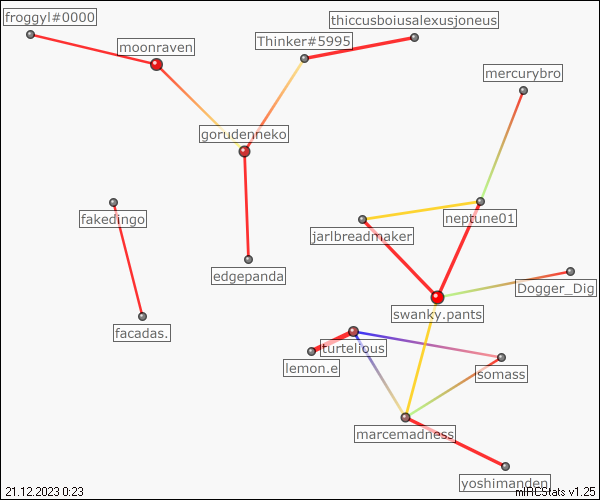 froggyl#0000
thiccusboiusalexusjoneus
moonraven
Thinker#5995
mercurybro
gorudenneko
fakedingo
neptune01
jarlbreadmaker
edgepanda
Dogger_Dig
swanky.pants
facadas.
turtelious
lemon.e
somass
marcemadness
yoshimanden
21.12.2023 0:23
mIRCStats v1.25